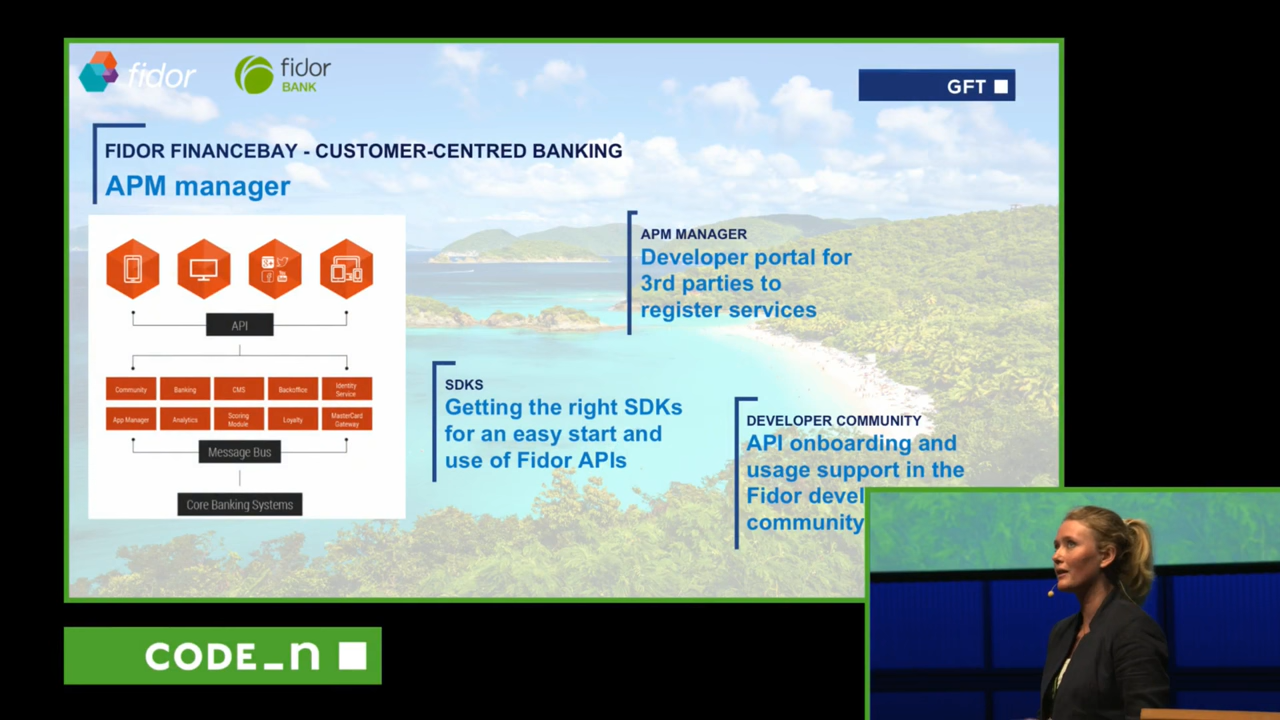 fidor
fidor
BANK
GFT
FIDOR FINANCEBAY - CUSTOMER-CENTRED BANKING
APM manager
API
Community
Banking
CMS
Backoffice
Identity
Service
App Manager
Analytics
Scoring
Module
Loyalty
MasterCard
Gateway
Message Bus
Core Banking Systems
APM MANAGER
Developer portal for
3rd parties to
register services
SDKS
Getting the right SDKs
for an easy start and
use of Fidor APIs
DEVELOPER COMMUNITY
API onboarding and
usage support in the
Fidor devel
community
CODE_n